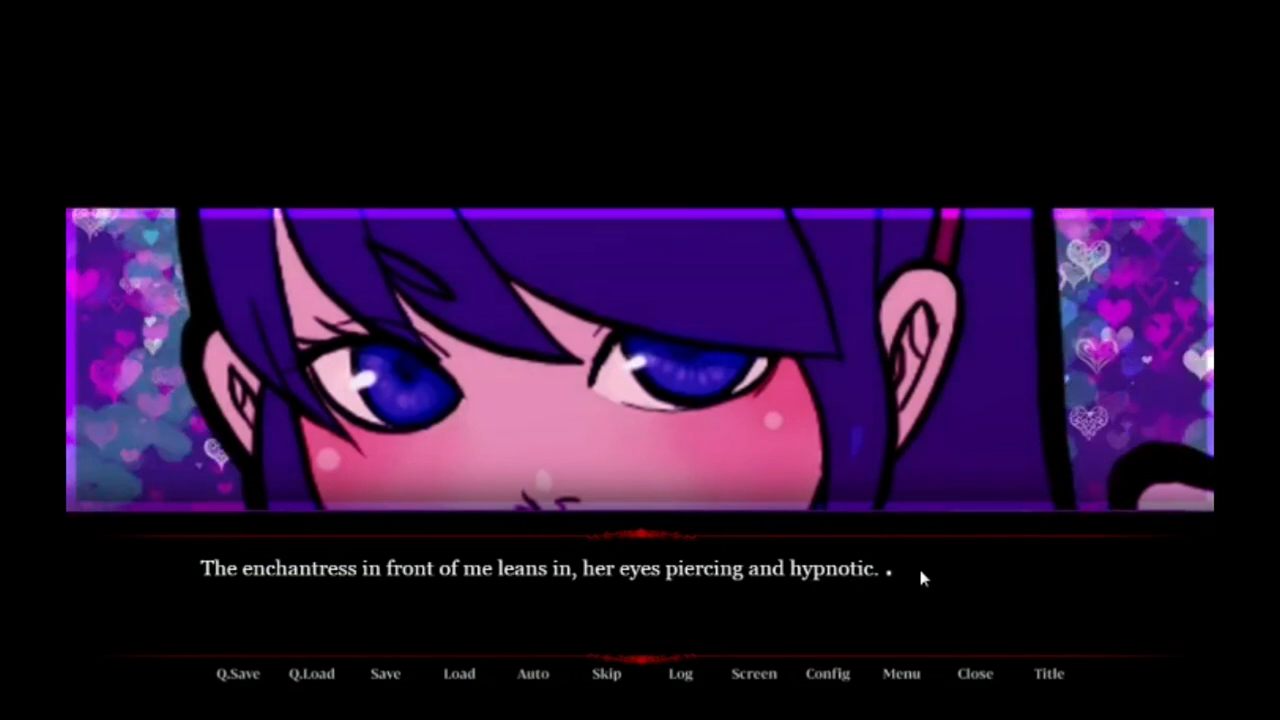 The enchantress in front of me leans in, her eyes piercing and hypnotic.
Q.Save Q.Load Save Load Auto Skip Log Screen Config Menu Close Title